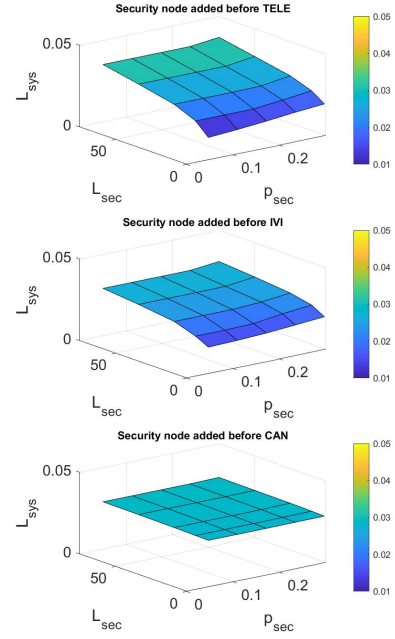 Security node added before TELE
0.05
0.05
0.04
L_sys
0.03
0
50
0.02
0.2
L_sec
0.1
0 0
p_sec
0.01
Security node added before IVI
0.05
0.05
0.04
L_sys
0.03
0
50
0.02
0.2
L_sec
0.1
0 0
p_sec
0.01
Security node added before CAN
0.05
0.05
0.04
L_sys
0.03
0
50
0.02
0.2
L_sec
0.1
0 0
p_sec
0.01